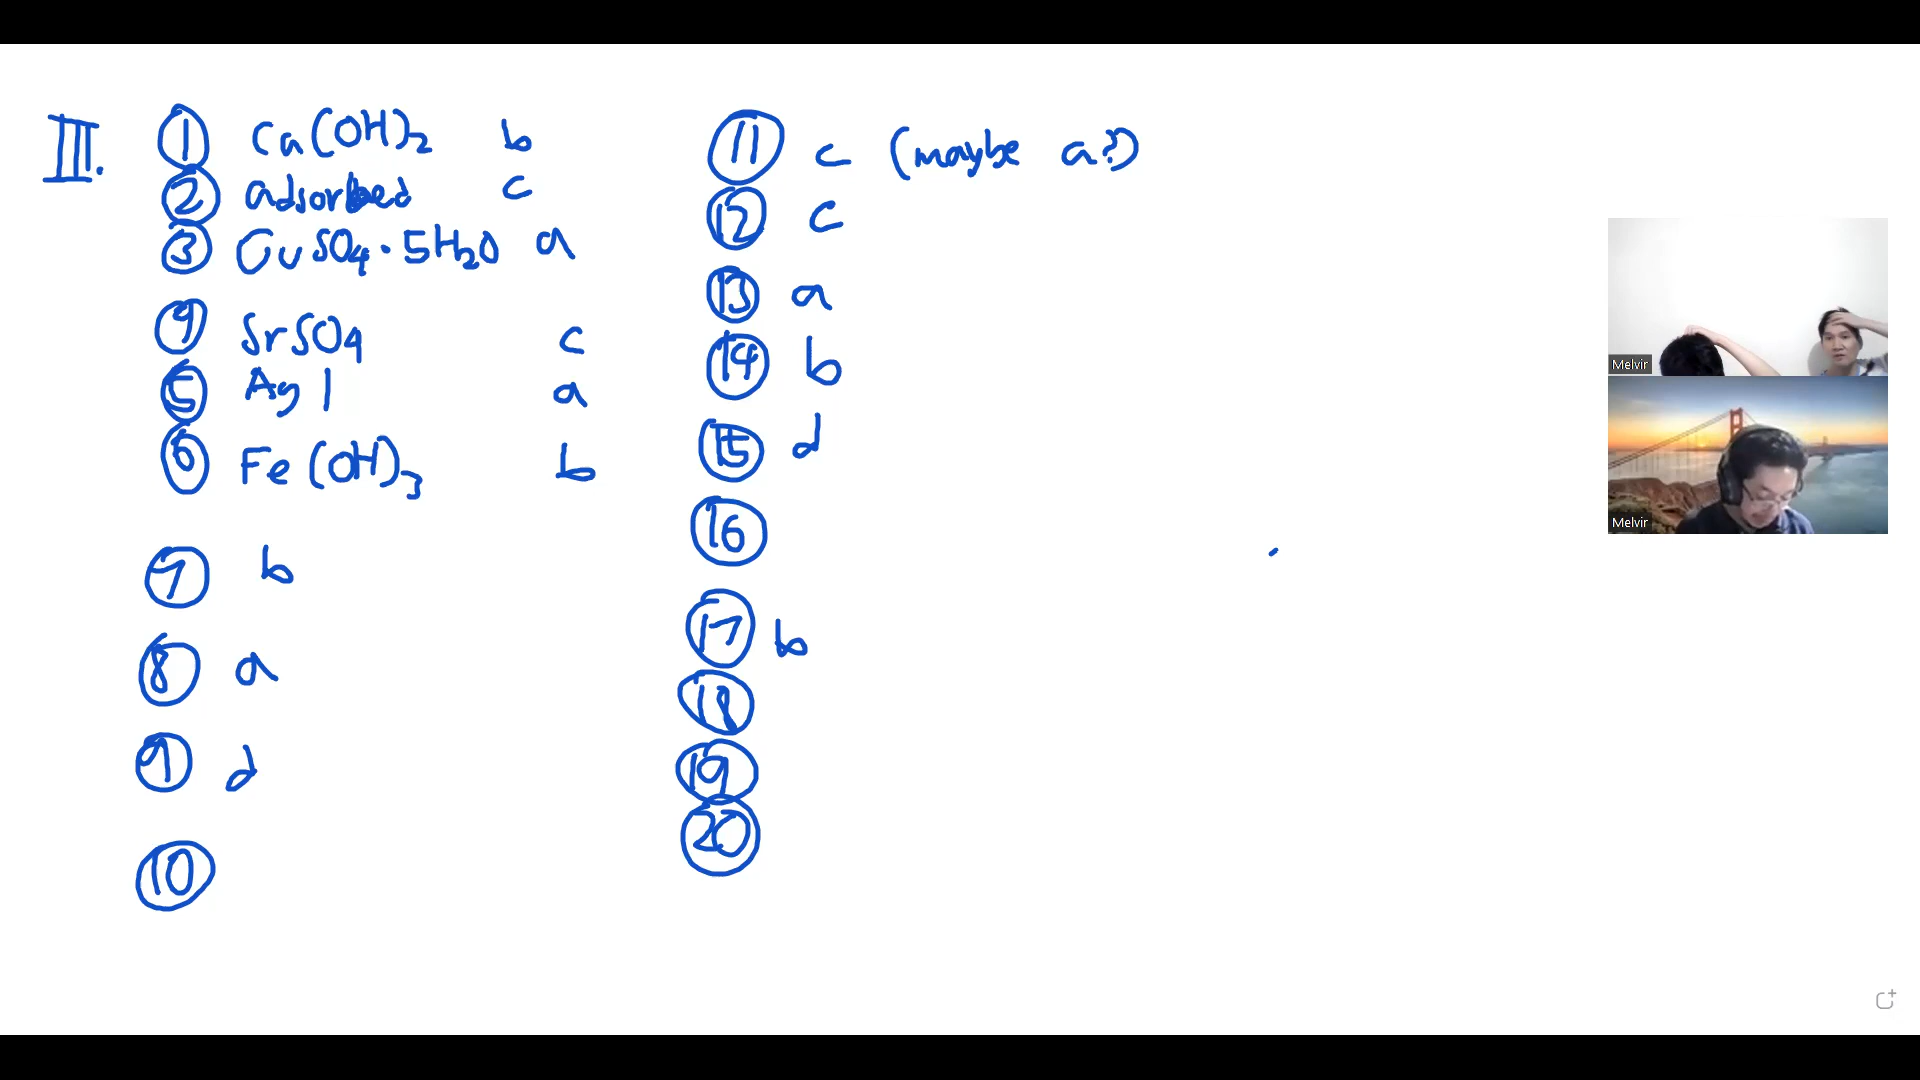 III.
① Ca(OH)₂ b
② adsorbed c
③ CuSO₄·5H₂O a
④ SrSO₄ c
⑤ AgI a
⑥ Fe(OH)₃ b
⑦ b
⑧ a
⑨ d
⑩
⑪ c (maybe a?)
⑫ c
⑬ a
⑭ b
⑮ d
⑯
⑰ b
⑱
⑲
⑳
Melvir
Melvir